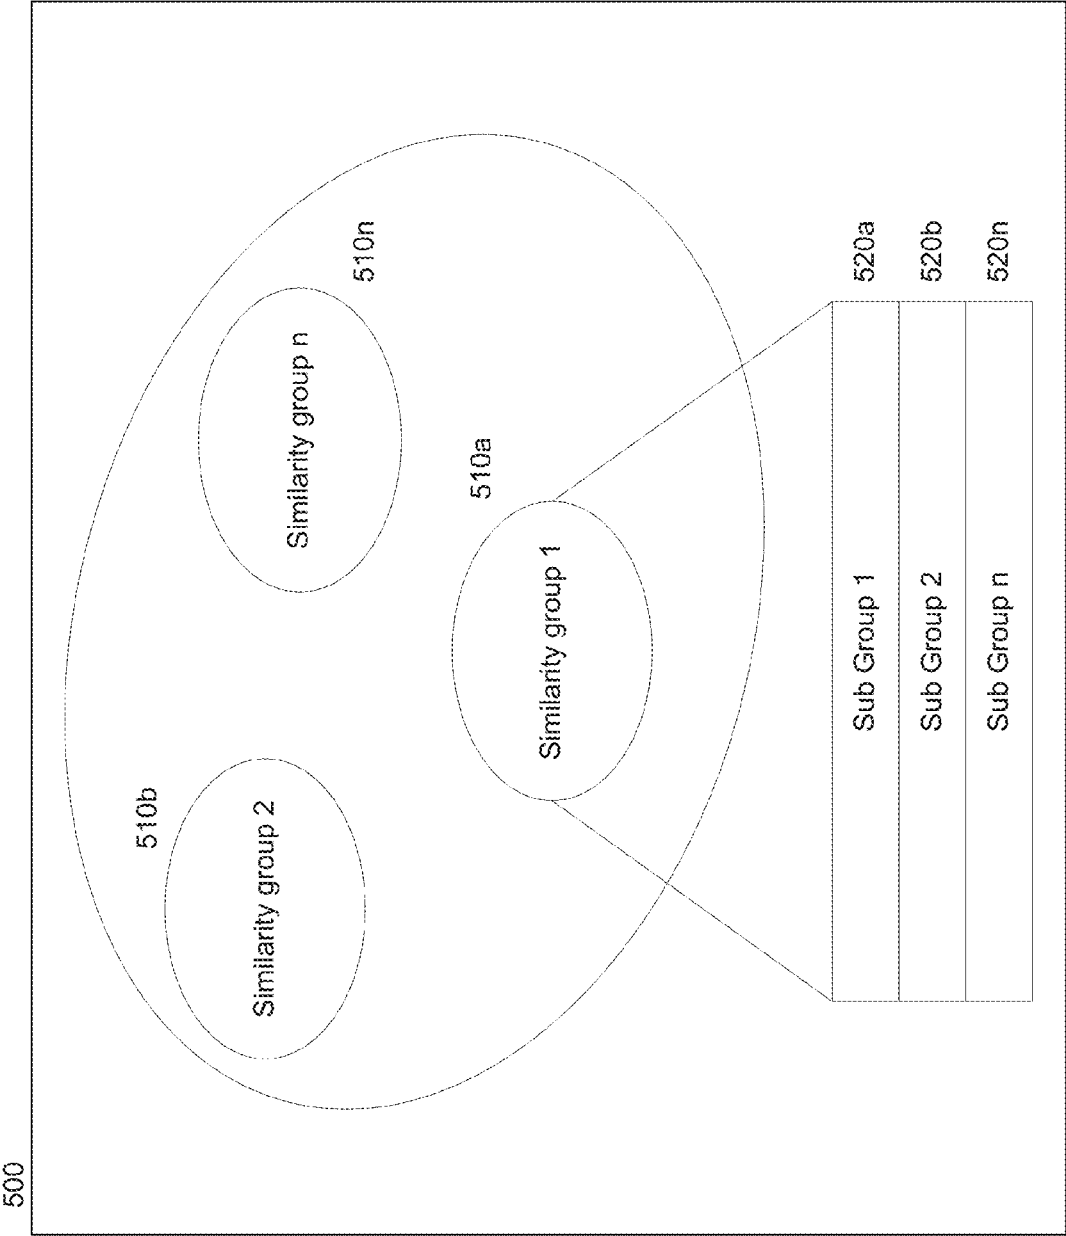 500
510b
Similarity group 2
510n
Similarity group n
510a
Similarity group 1
Sub Group 1
520a
Sub Group 2
520b
Sub Group n
520n